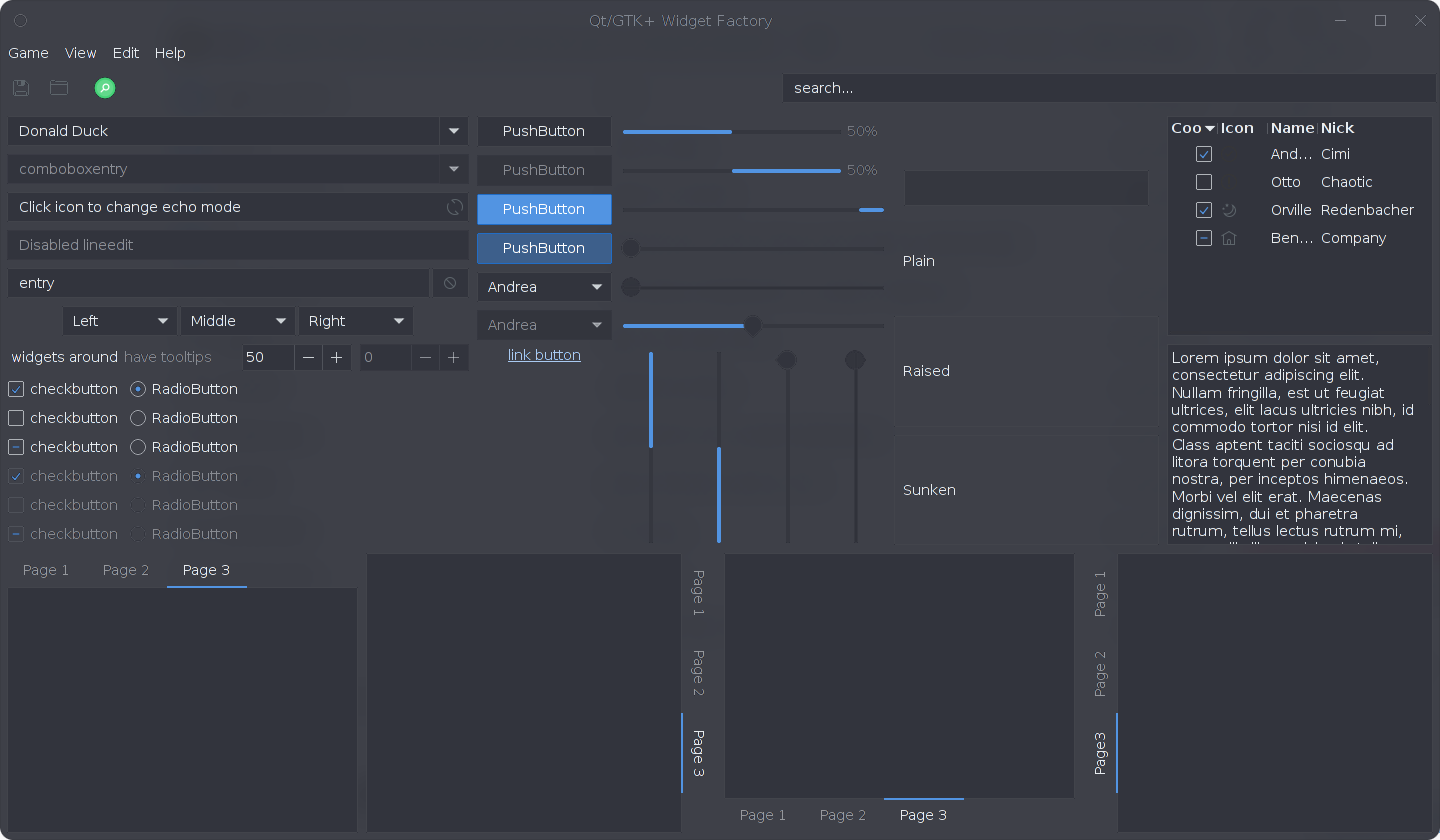 Qt/GTK+ Widget Factory
Game View Edit Help
search...
Donald Duck
comboboxentry
Click icon to change echo mode
Disabled lineedit
entry
Left Middle Right
widgets around have tooltips 50 0
checkbutton RadioButton
checkbutton RadioButton
checkbutton RadioButton
checkbutton RadioButton
checkbutton RadioButton
checkbutton RadioButton
PushButton 50%
PushButton 50%
PushButton
PushButton
Andrea
Andrea
link button
Plain
Raised
Sunken
Coo Icon Name Nick
And... Cimi
Otto Chaotic
Orville Redenbacher
Ben... Company
Lorem ipsum dolor sit amet,
consectetur adipiscing elit.
Nullam fringilla, est ut feugiat
ultrices, elit lacus ultricies nibh, id
commodo tortor nisi id elit.
Class aptent taciti sociosqu ad
litora torquent per conubia
nostra, per inceptos himenaeos.
Morbi vel elit erat. Maecenas
dignissim, dui et pharetra
rutrum, tellus lectus rutrum mi,
Page 1 Page 2 Page 3
Page 1
Page 2
Page 3
Page 1 Page 2 Page 3
Page 1
Page 2
Page3